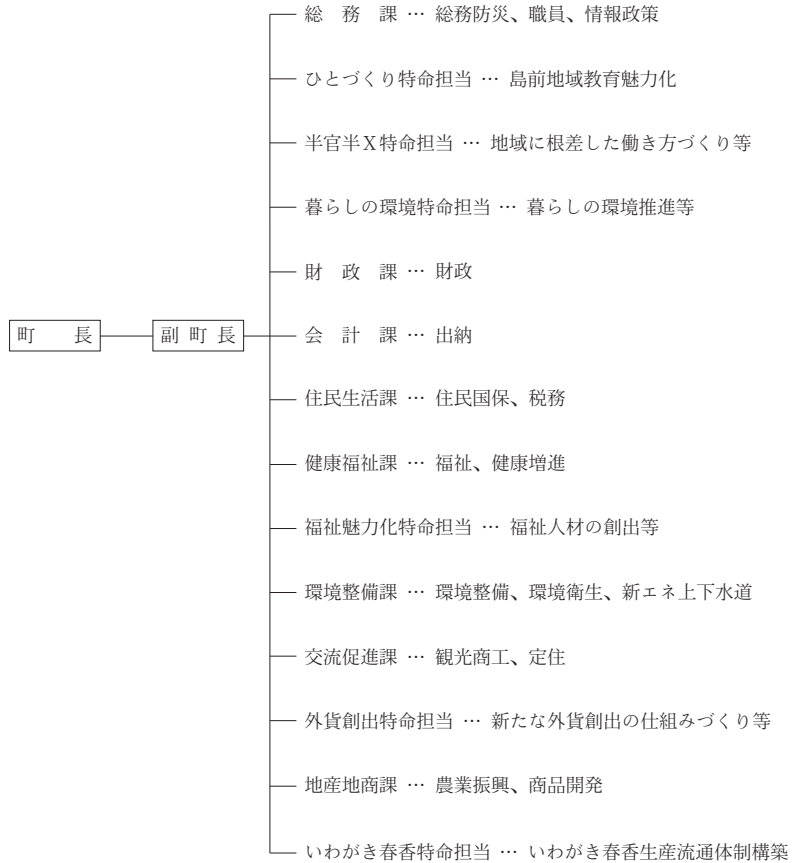 総　務　課 … 総務防災、職員、情報政策
ひとづくり特命担当 … 島前地域教育魅力化
半官半Ｘ特命担当 … 地域に根差した働き方づくり等
暮らしの環境特命担当 … 暮らしの環境推進等
財　政　課 … 財政
町　　長
副 町 長
会　計　課 … 出納
住民生活課 … 住民国保、税務
健康福祉課 … 福祉、健康増進
福祉魅力化特命担当 … 福祉人材の創出等
環境整備課 … 環境整備、環境衛生、新エネ上下水道
交流促進課 … 観光商工、定住
外貨創出特命担当 … 新たな外貨創出の仕組みづくり等
地産地商課 … 農業振興、商品開発
いわがき春香特命担当 … いわがき春香生産流通体制構築